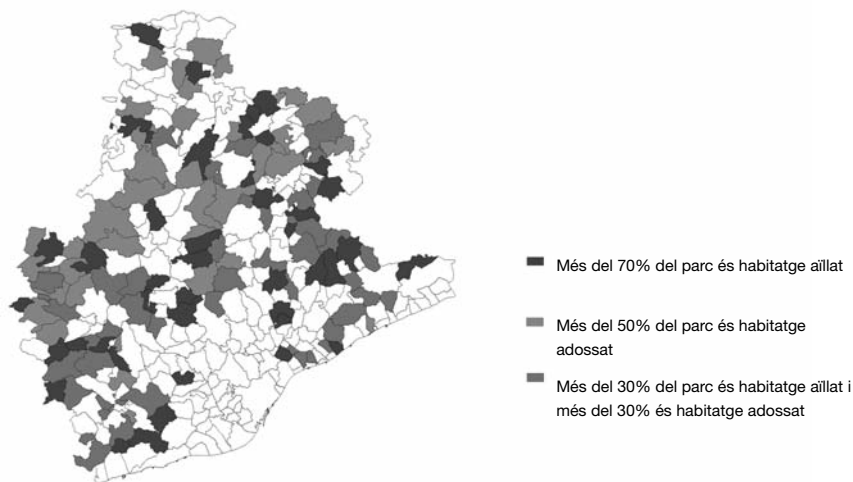 Més del 70% del parc és habitatge aïllat
Més del 50% del parc és habitatge
adossat
Més del 30% del parc és habitatge aïllat i
més del 30% és habitatge adossat